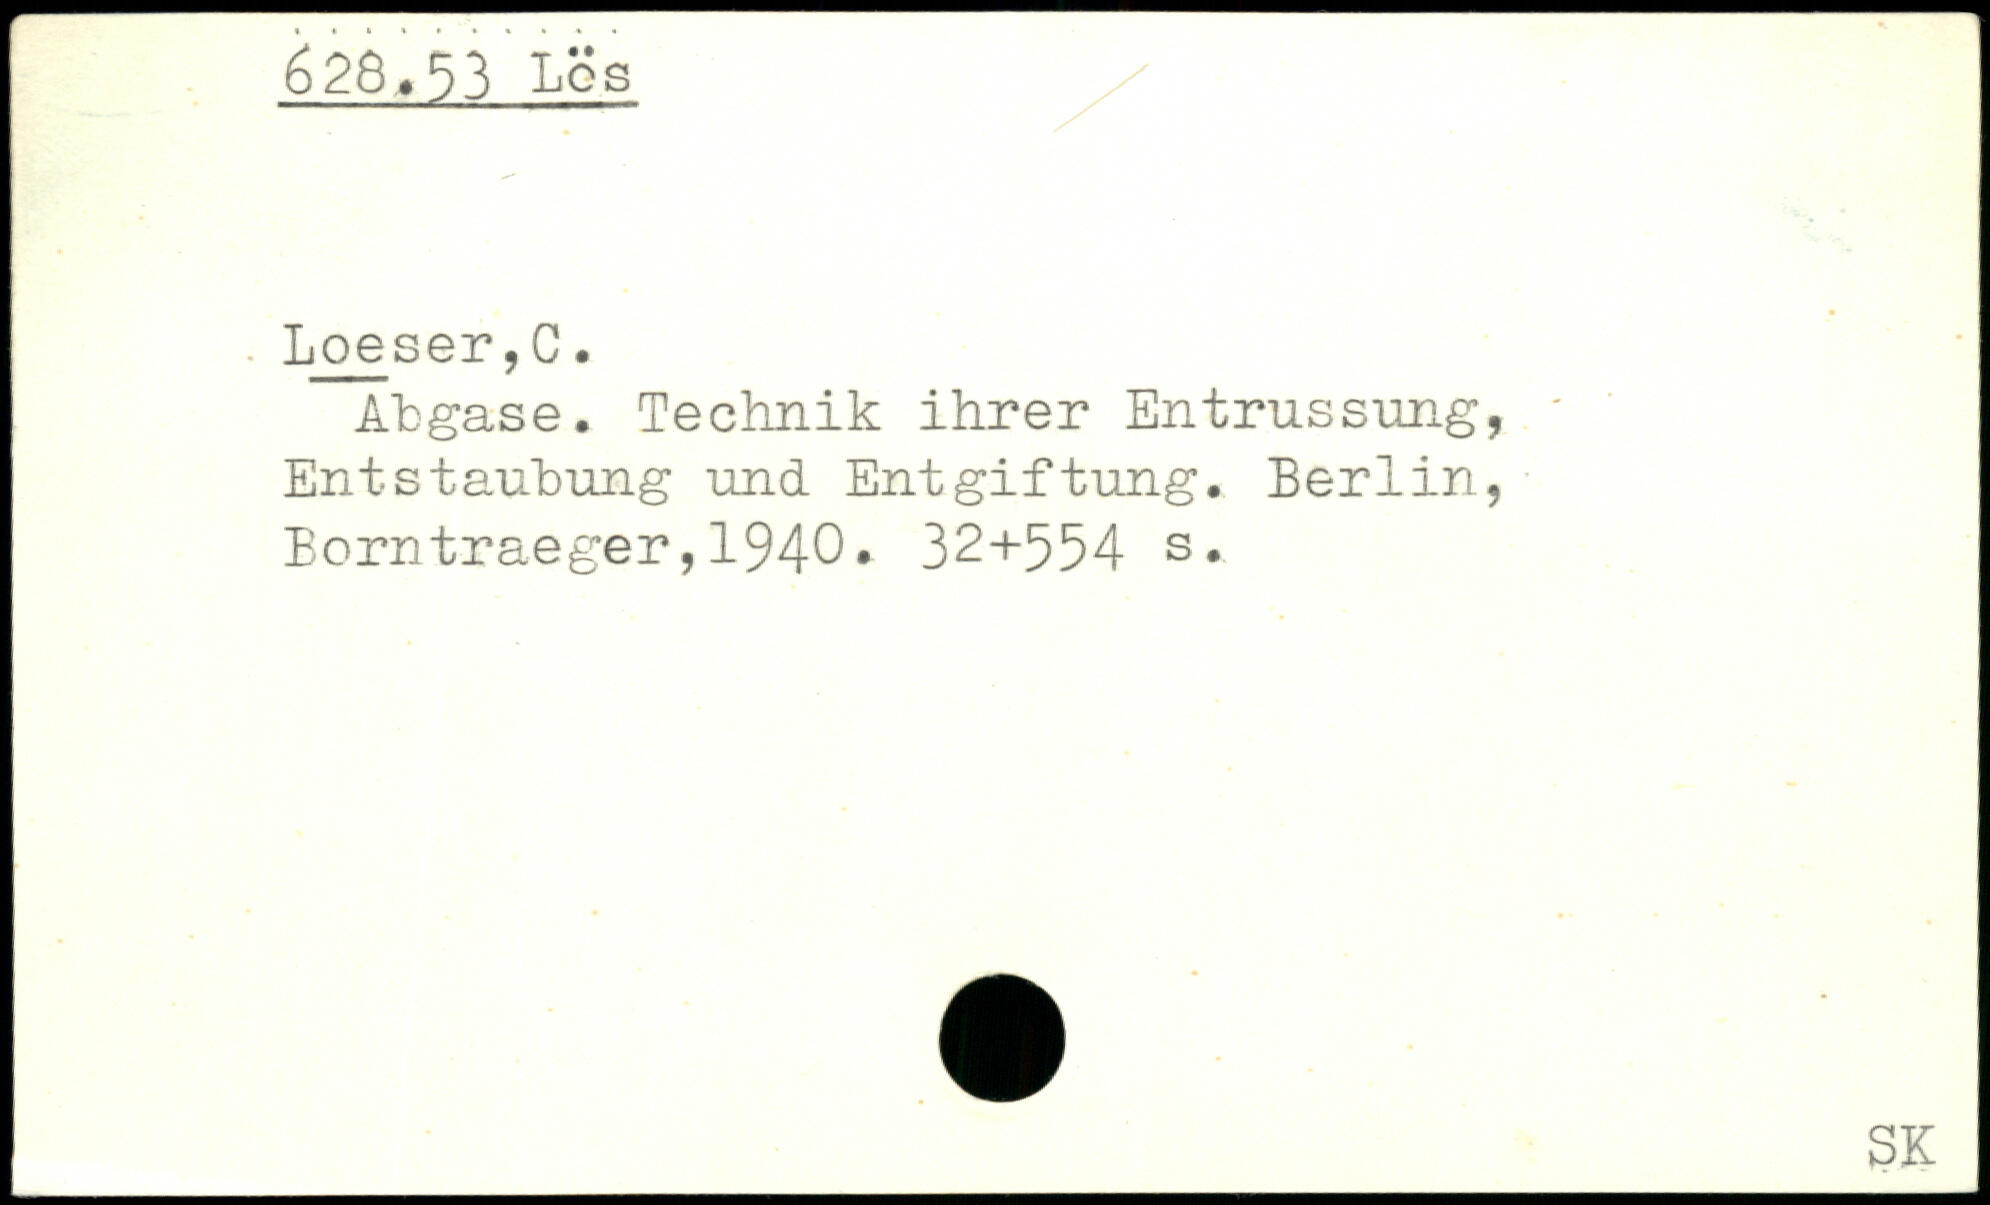 628.53 Lös
Loeser,C.
Abgase. Technik ihrer Entrussung,
Entstaubung und Entgiftung. Berlin,
Borntraeger,1940. 32+554 s.
SK